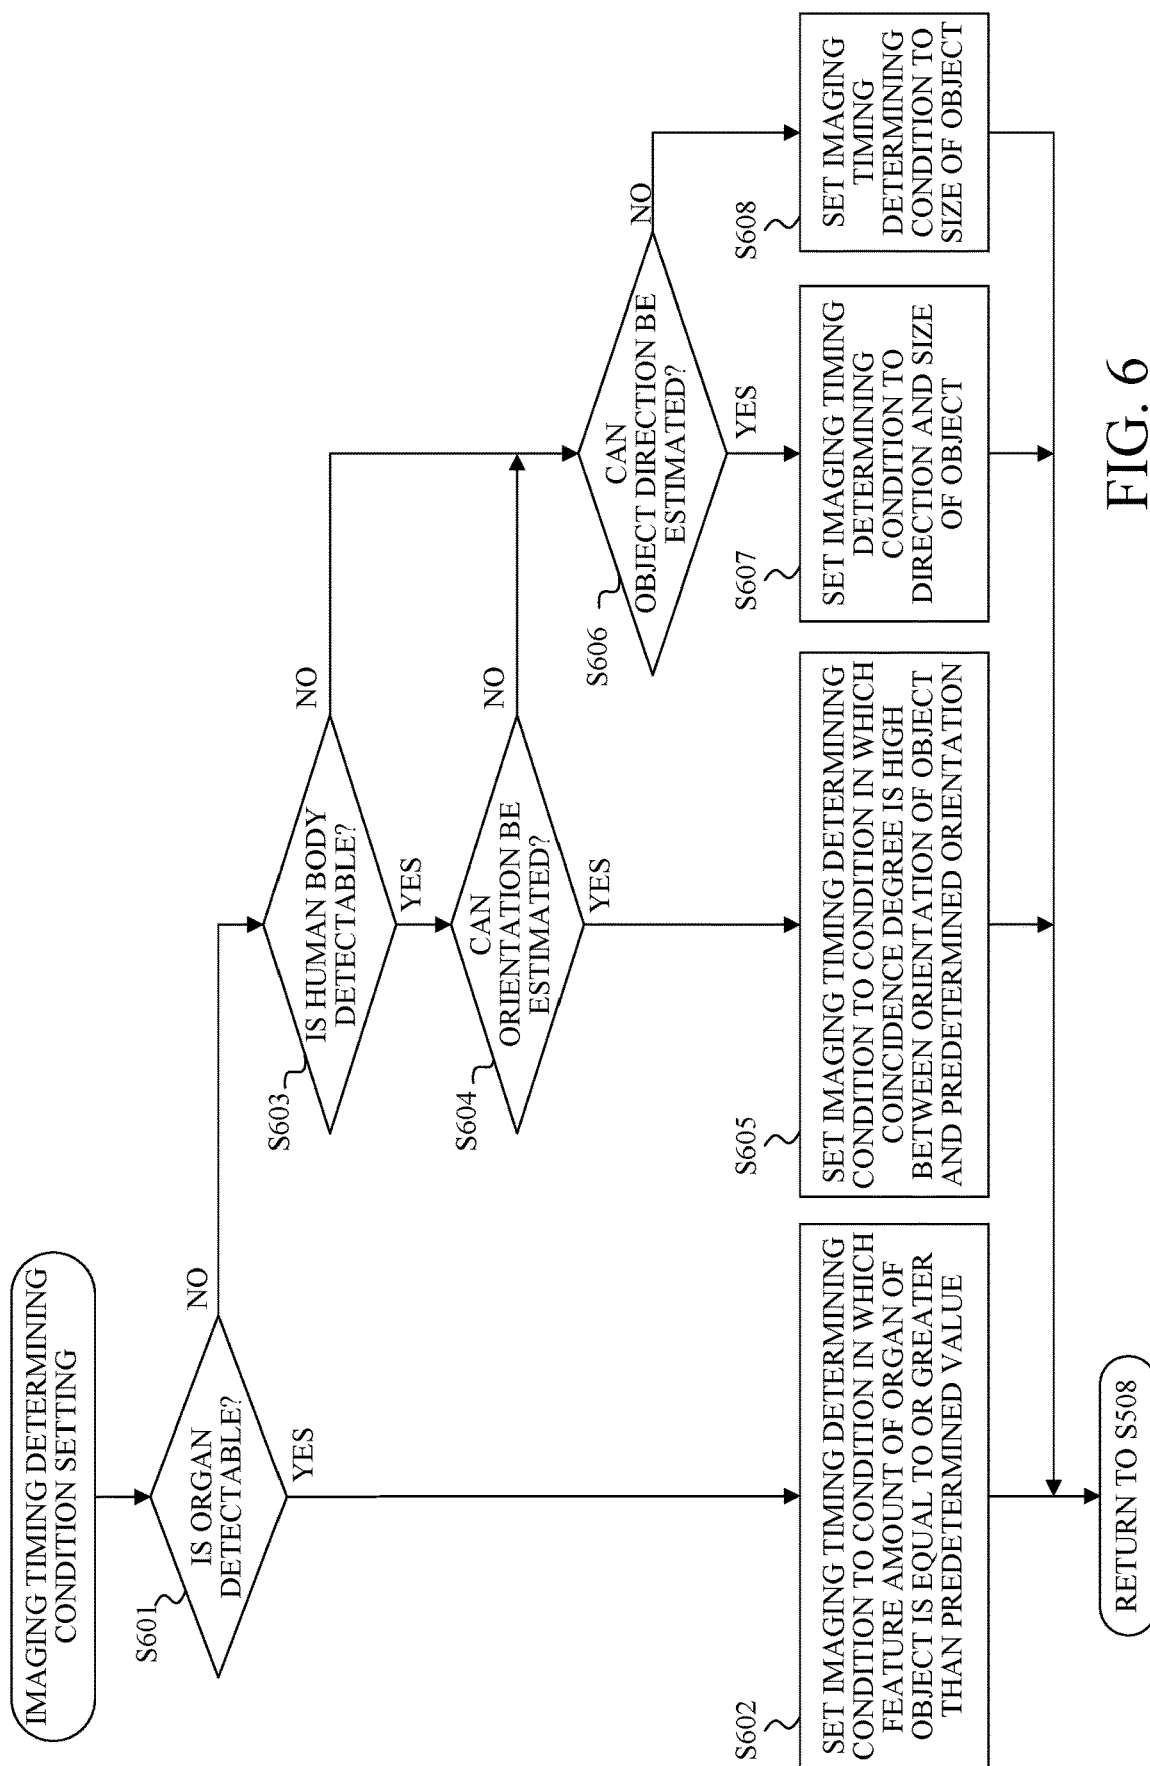 IMAGING TIMING DETERMINING
CONDITION SETTING
S601
IS ORGAN
DETECTABLE?
NO
YES
S603
IS HUMAN BODY
DETECTABLE?
NO
YES
S604
CAN
ORIENTATION BE
ESTIMATED?
NO
YES
S606
CAN
OBJECT DIRECTION BE
ESTIMATED?
NO
YES
S602
SET IMAGING TIMING DETERMINING
CONDITION TO CONDITION IN WHICH
FEATURE AMOUNT OF ORGAN OF
OBJECT IS EQUAL TO OR GREATER
THAN PREDETERMINED VALUE
S605
SET IMAGING TIMING DETERMINING
CONDITION TO CONDITION IN WHICH
COINCIDENCE DEGREE IS HIGH
BETWEEN ORIENTATION OF OBJECT
AND PREDETERMINED ORIENTATION
S607
SET IMAGING TIMING
DETERMINING
CONDITION TO
DIRECTION AND SIZE
OF OBJECT
S608
SET IMAGING
TIMING
DETERMINING
CONDITION TO
SIZE OF OBJECT
RETURN TO S508
FIG. 6